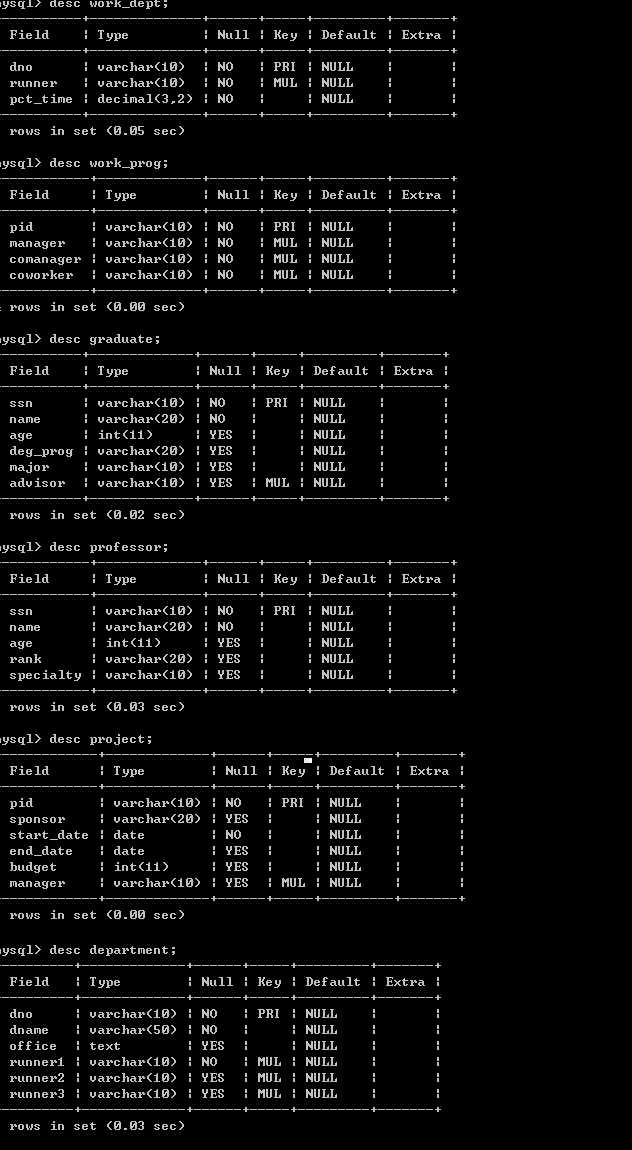 ysql> desc work_dept;
Field | Type | Null | Key | Default | Extra |
dno | varchar(10) | NO | PRI | NULL | |
runner | varchar(10) | NO | MUL | NULL | |
pct_time | decimal(3,2) | NO | | NULL | |
rows in set (0.05 sec)
ysql> desc work_prog;
Field | Type | Null | Key | Default | Extra |
pid | varchar(10) | NO | PRI | NULL | |
manager | varchar(10) | NO | MUL | NULL | |
comanager | varchar(10) | NO | MUL | NULL | |
coworker | varchar(10) | NO | MUL | NULL | |
rows in set (0.00 sec)
ysql> desc graduate;
Field | Type | Null | Key | Default | Extra |
ssn | varchar(10) | NO | PRI | NULL | |
name | varchar(20) | NO | | NULL | |
age | int(11) | YES | | NULL | |
deg_prog | varchar(20) | YES | | NULL | |
major | varchar(10) | YES | | NULL | |
advisor | varchar(10) | YES | MUL | NULL | |
rows in set (0.02 sec)
ysql> desc professor;
Field | Type | Null | Key | Default | Extra |
ssn | varchar(10) | NO | PRI | NULL | |
name | varchar(20) | NO | | NULL | |
age | int(11) | YES | | NULL | |
rank | varchar(20) | YES | | NULL | |
specialty | varchar(10) | YES | | NULL | |
rows in set (0.03 sec)
ysql> desc project;
Field | Type | Null | Key | Default | Extra |
pid | varchar(10) | NO | PRI | NULL | |
sponsor | varchar(20) | YES | | NULL | |
start_date | date | NO | | NULL | |
end_date | date | YES | | NULL | |
budget | int(11) | YES | | NULL | |
manager | varchar(10) | YES | MUL | NULL | |
rows in set (0.00 sec)
ysql> desc department;
Field | Type | Null | Key | Default | Extra |
dno | varchar(10) | NO | PRI | NULL | |
dname | varchar(50) | NO | | NULL | |
office | text | YES | | NULL | |
runner1 | varchar(10) | NO | MUL | NULL | |
runner2 | varchar(10) | YES | MUL | NULL | |
runner3 | varchar(10) | YES | MUL | NULL | |
rows in set (0.03 sec)